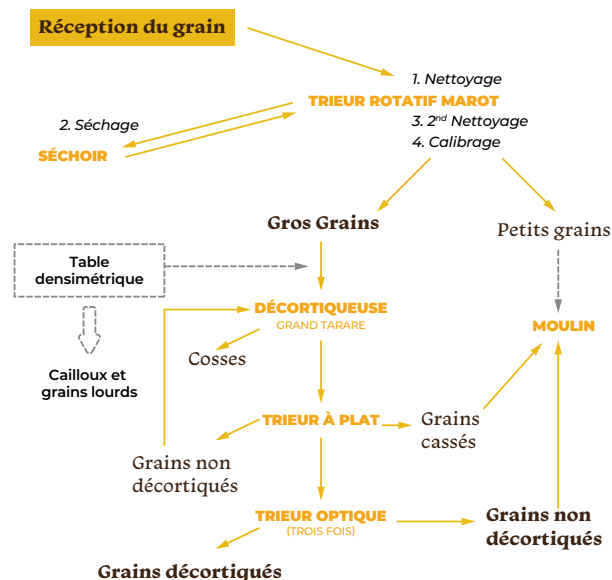 Réception du grain
1. Nettoyage
TRIEUR ROTATIF MAROT
2. Séchage
3. 2nd Nettoyage
SÉCHOIR
4. Calibrage
Gros Grains
Petits grains
Table
densimétrique
DÉCORTIQUEUSE
GRAND TARARE
MOULIN
Cosses
Cailloux et
grains lourds
TRIEUR À PLAT
Grains
cassés
Grains non
décortiqués
TRIEUR OPTIQUE
(TROIS FOIS)
Grains non
décortiqués
Grains décortiqués